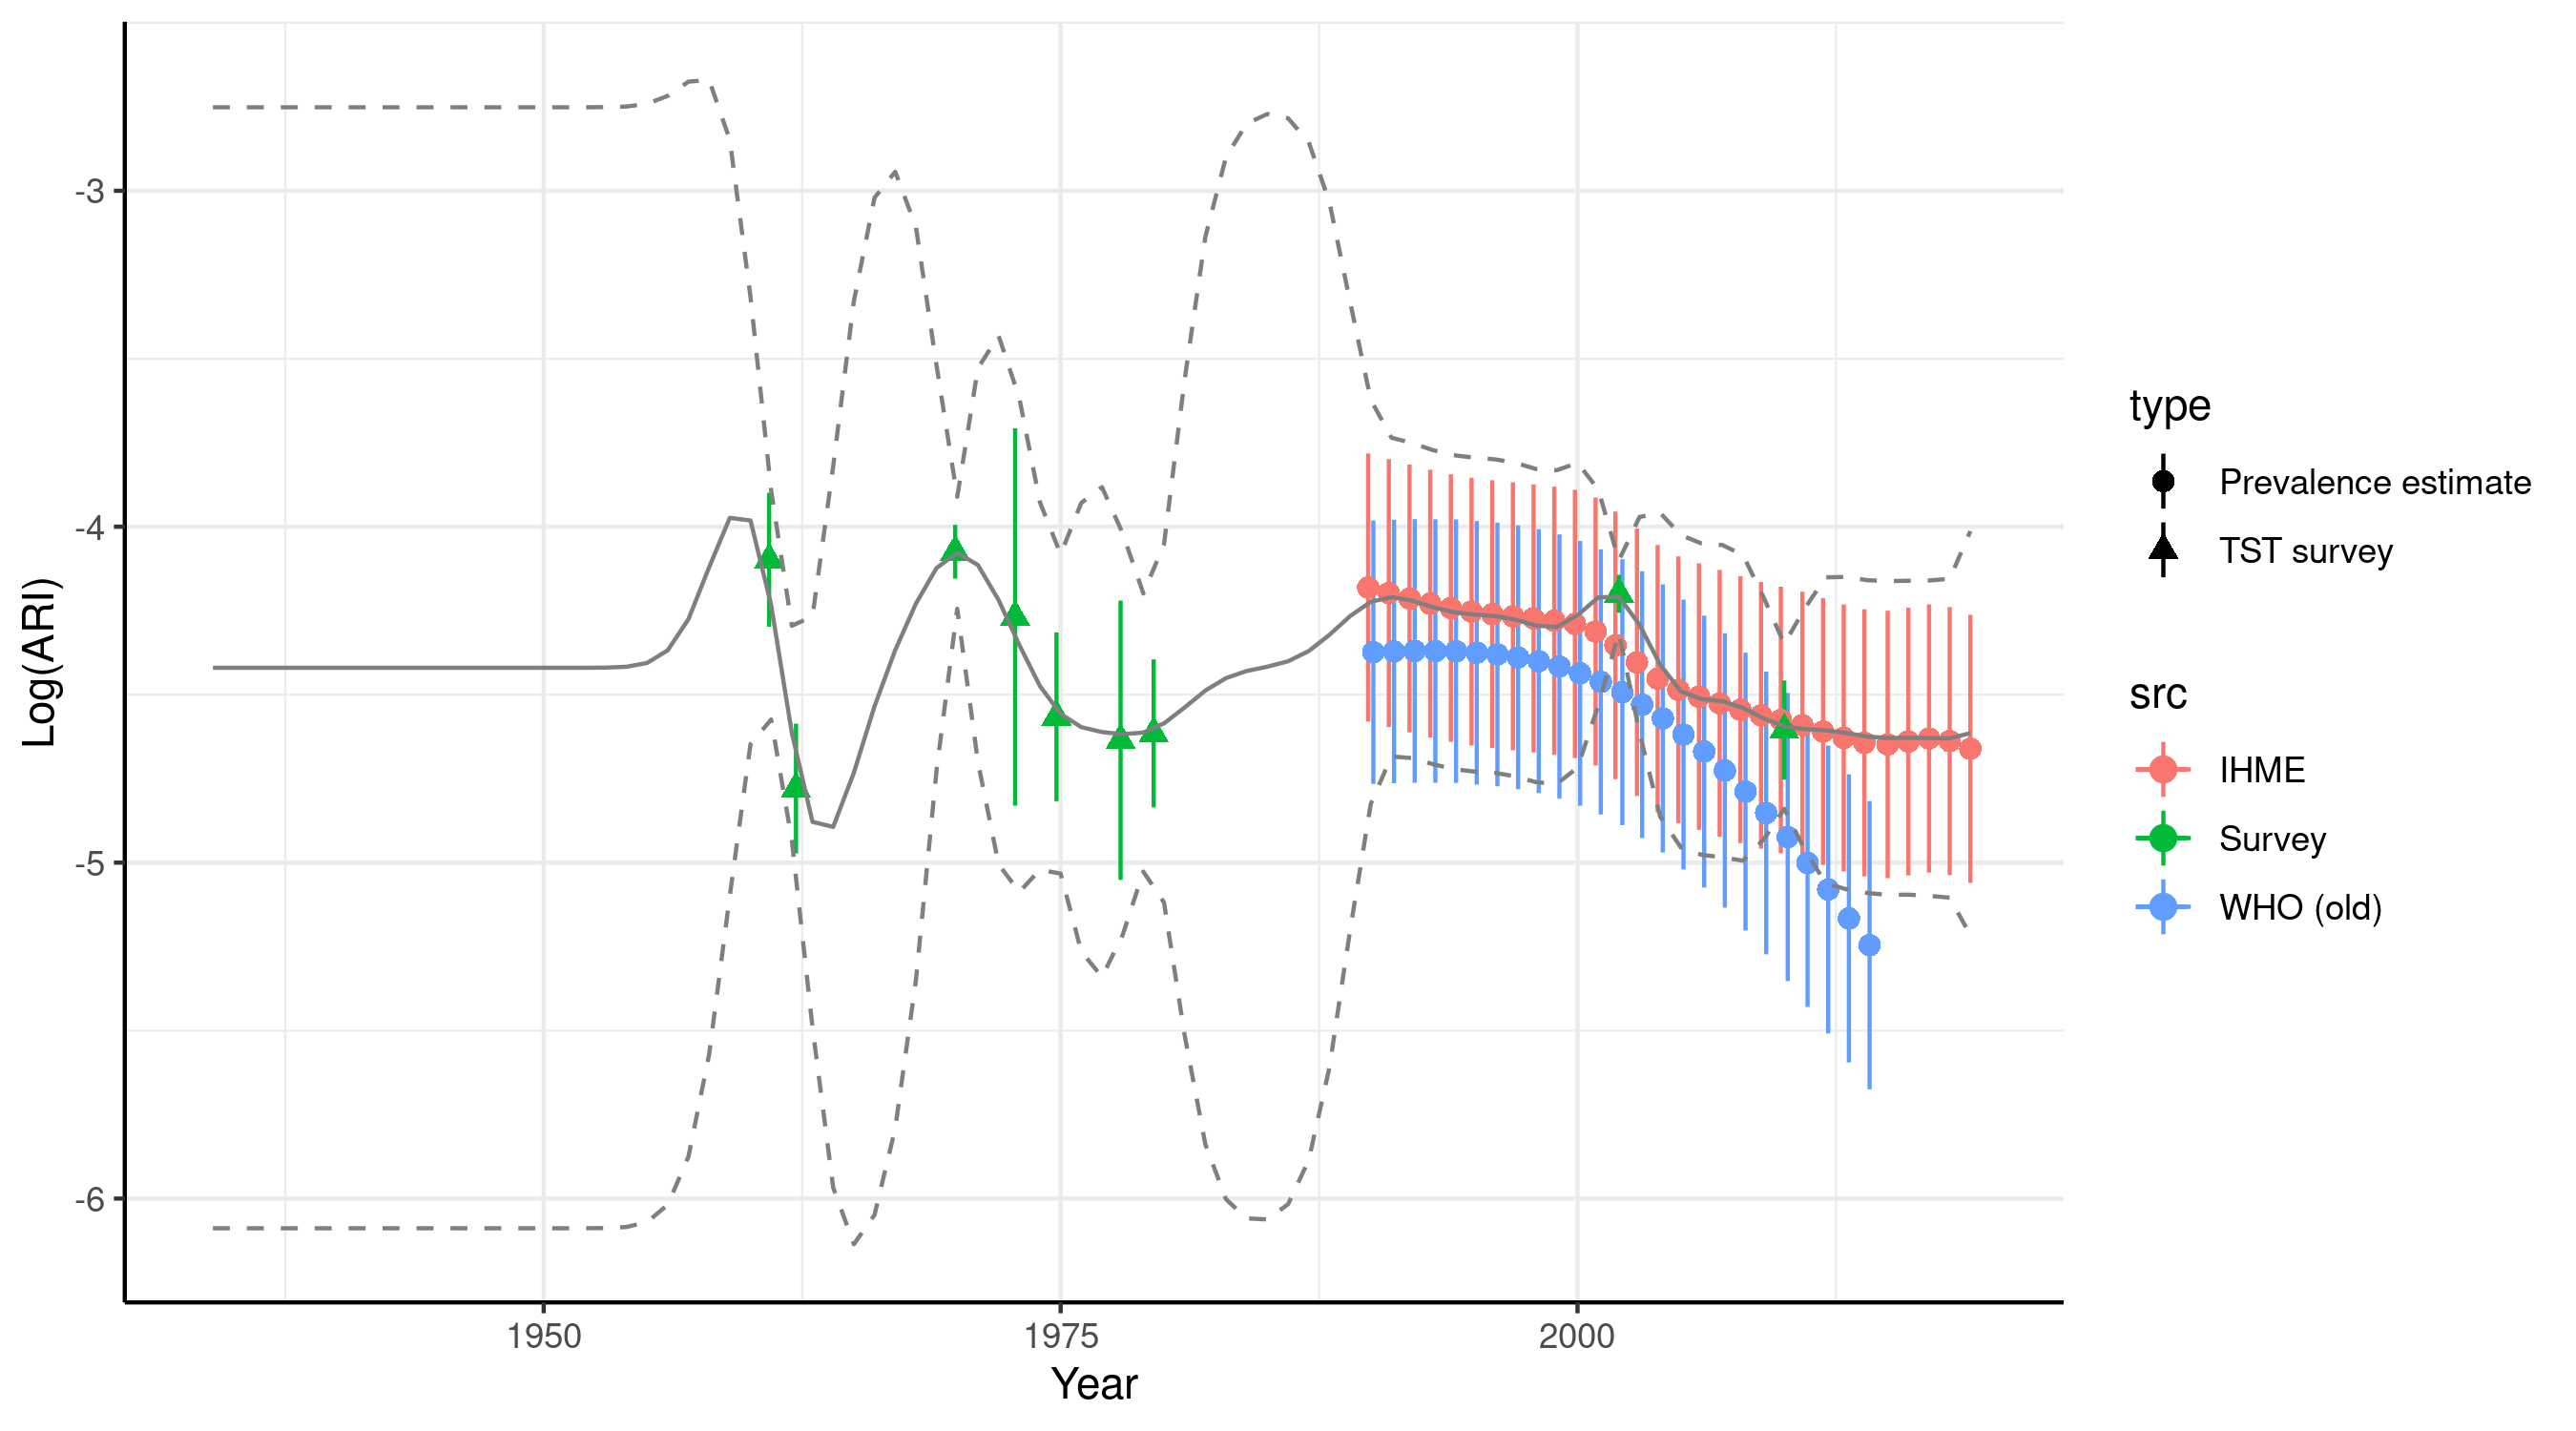 -3
-4
-5
-6
Log(ARI)
1950
1975
2000
Year
type
Prevalence estimate
TST survey
src
IHME
Survey
WHO (old)